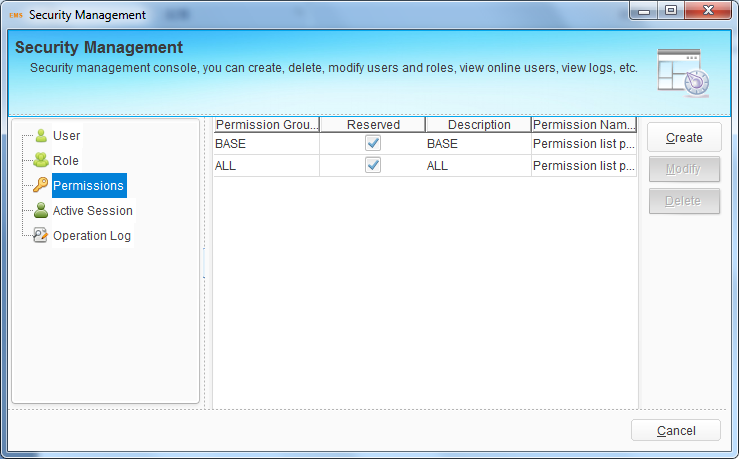 EMS Security Management
Security Management
Security management console, you can create, delete, modify users and roles, view online users, view logs, etc.
User
Role
Permissions
Active Session
Operation Log
Permission Grou... Reserved Description Permission Nam...
BASE BASE Permission list p...
ALL ALL Permission list p...
Create
Modify
Delete
Cancel